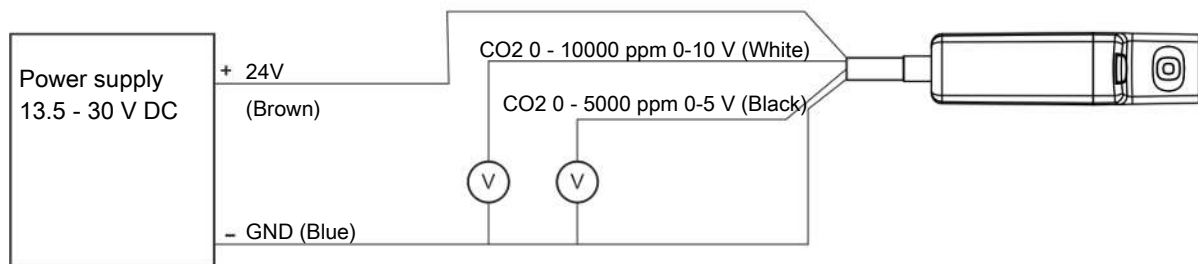 CO2 0 - 10000 ppm 0-10 V (White)
Power supply
13.5 - 30 V DC
+ 24V
(Brown)
CO2 0 - 5000 ppm 0-5 V (Black)
V
V
- GND (Blue)